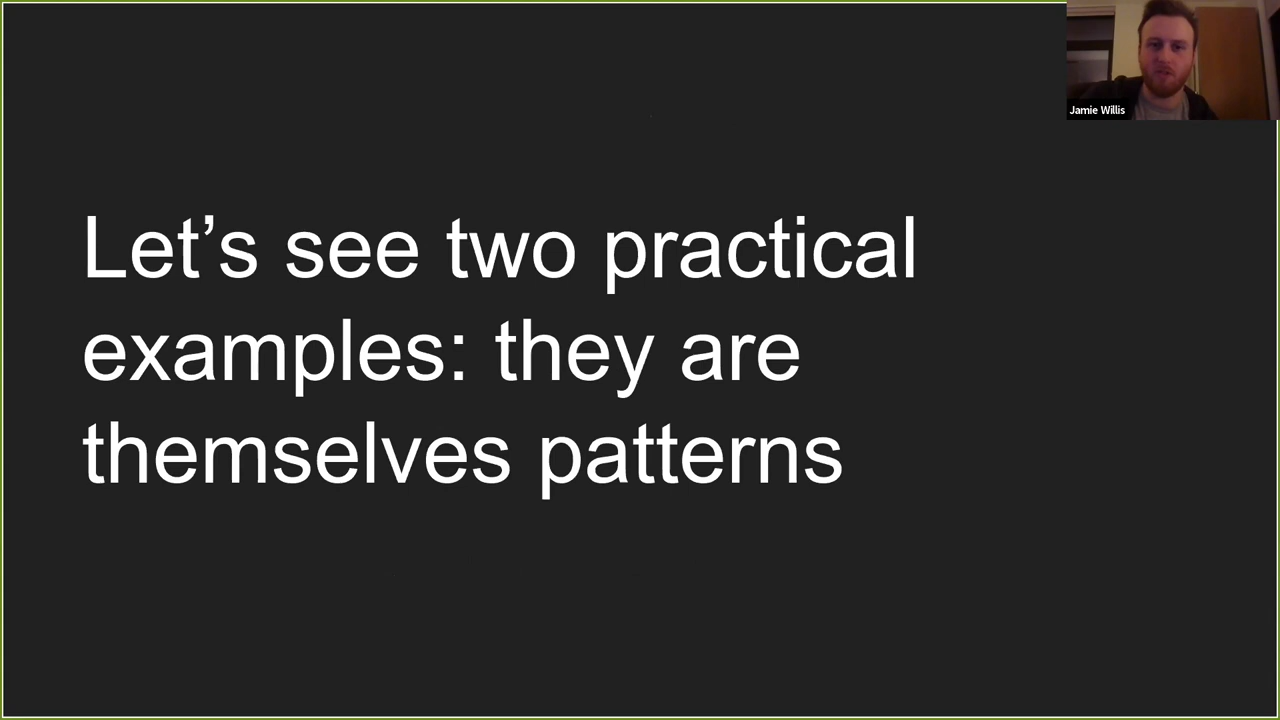 Jamie Willis
Let’s see two practical
examples: they are
themselves patterns